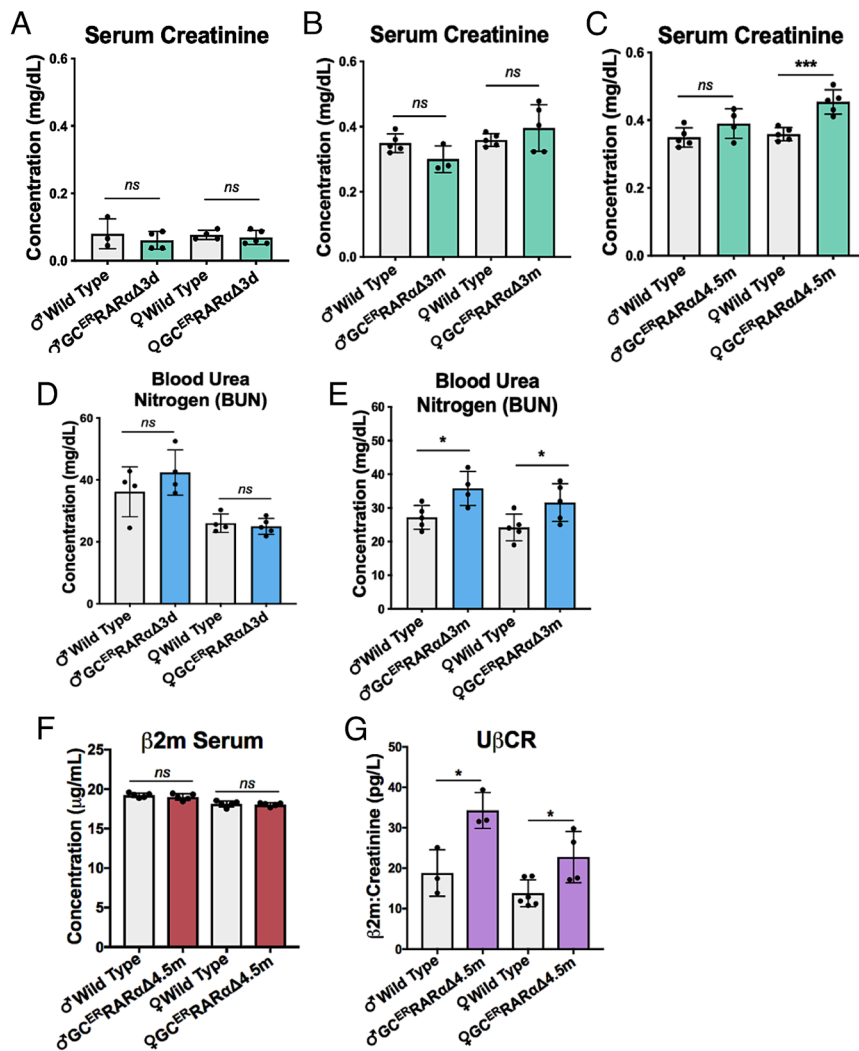 A
Serum Creatinine
Concentration (mg/dL)
0.6
0.4
0.2
0.0
ns
ns
♂Wild Type
♂GCᴱᴿRARαΔ3d
♀Wild Type
♀GCᴱᴿRARαΔ3d
B
Serum Creatinine
Concentration (mg/dL)
0.6
0.4
0.2
0.0
ns
ns
♂Wild Type
♂GCᴱᴿRARαΔ3m
♀Wild Type
♀GCᴱᴿRARαΔ3m
C
Serum Creatinine
Concentration (mg/dL)
0.6
0.4
0.2
ns
***
♂Wild Type
♂GCᴱᴿRARαΔ4.5m
♀Wild Type
♀GCᴱᴿRARαΔ4.5m
D
Blood Urea
Nitrogen (BUN)
Concentration (mg/dL)
60
40
20
0
ns
ns
♂Wild Type
♂GCᴱᴿRARαΔ3d
♀Wild Type
♀GCᴱᴿRARαΔ3d
E
Blood Urea
Nitrogen (BUN)
Concentration (mg/dL)
50
40
30
20
10
0
*
*
♂Wild Type
♂GCᴱᴿRARαΔ3m
♀Wild Type
♀GCᴱᴿRARαΔ3m
F
β2m Serum
Concentration (μg/mL)
25
20
15
10
5
0
ns
ns
♂Wild Type
♂GCᴱᴿRARαΔ4.5m
♀Wild Type
♀GCᴱᴿRARαΔ4.5m
G
UβCR
β2m:Creatinine (pg/L)
50
40
30
20
10
0
*
*
♂Wild Type
♂GCᴱᴿRARαΔ4.5m
♀Wild Type
♀GCᴱᴿRARαΔ4.5m